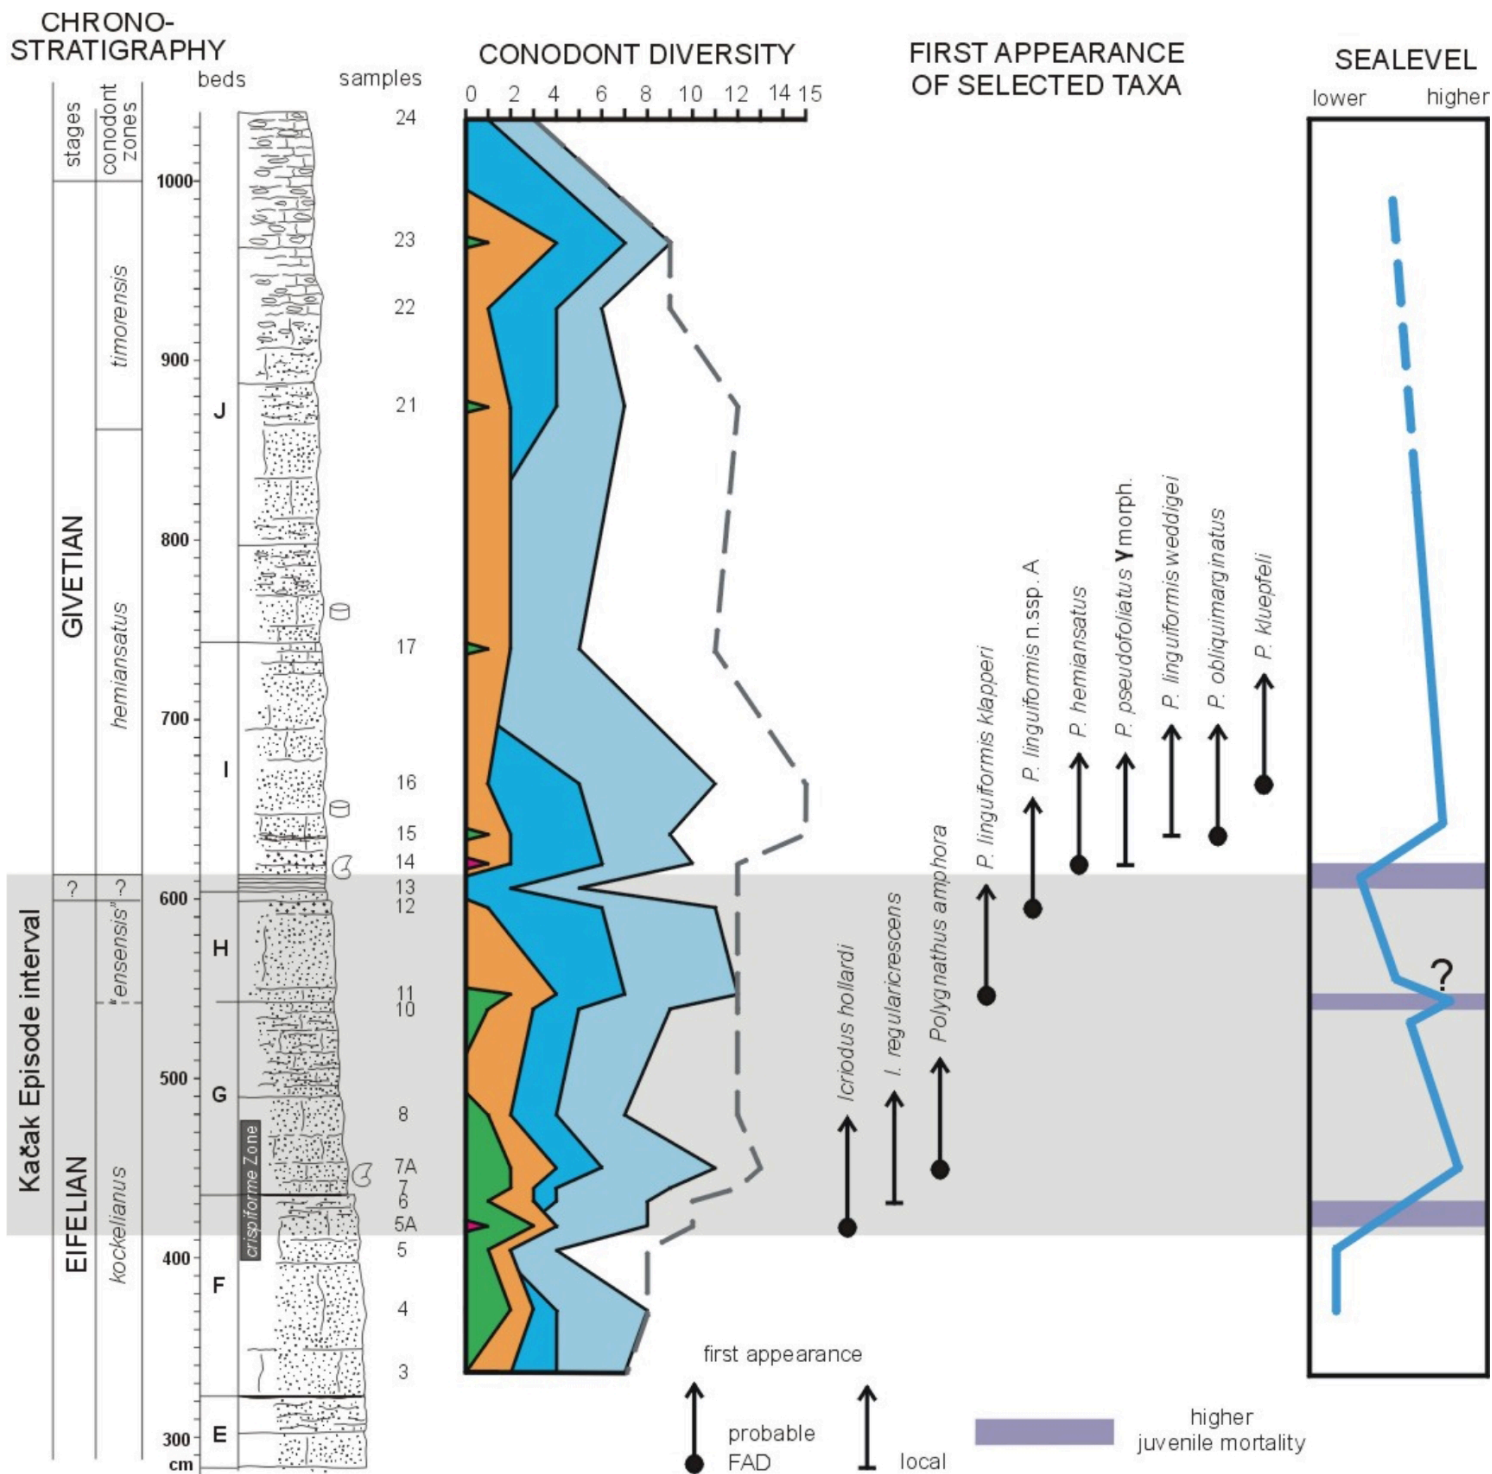 CHRONO-
STRATIGRAPHY
stages
conodont
zones
beds
samples
CONODONT DIVERSITY
0 2 4 6 8 10 12 14 15
FIRST APPEARANCE
OF SELECTED TAXA
SEALEVEL
lower higher
1000
900
800
700
600
500
400
300
cm
GIVETIAN
EIFELIAN
?
?
timorensis
hemiansatus
"ensensis"
kockelianus
Kačak Episode interval
crispiforme Zone
J
I
H
G
F
E
24
23
22
21
17
16
15
14
13
12
11
10
8
7A
7
6
5A
5
4
3
Icriodus hollardi
I. regularicrescens
Polygnathus amphora
P. linguiformis klapperi
P. linguiformis n.ssp. A
P. hemiansatus
P. pseudofoliatus γ morph.
P. linguiformis weddigei
P. obliquimarginatus
P. kluepfeli
?
first appearance
probable
FAD
local
higher
juvenile mortality